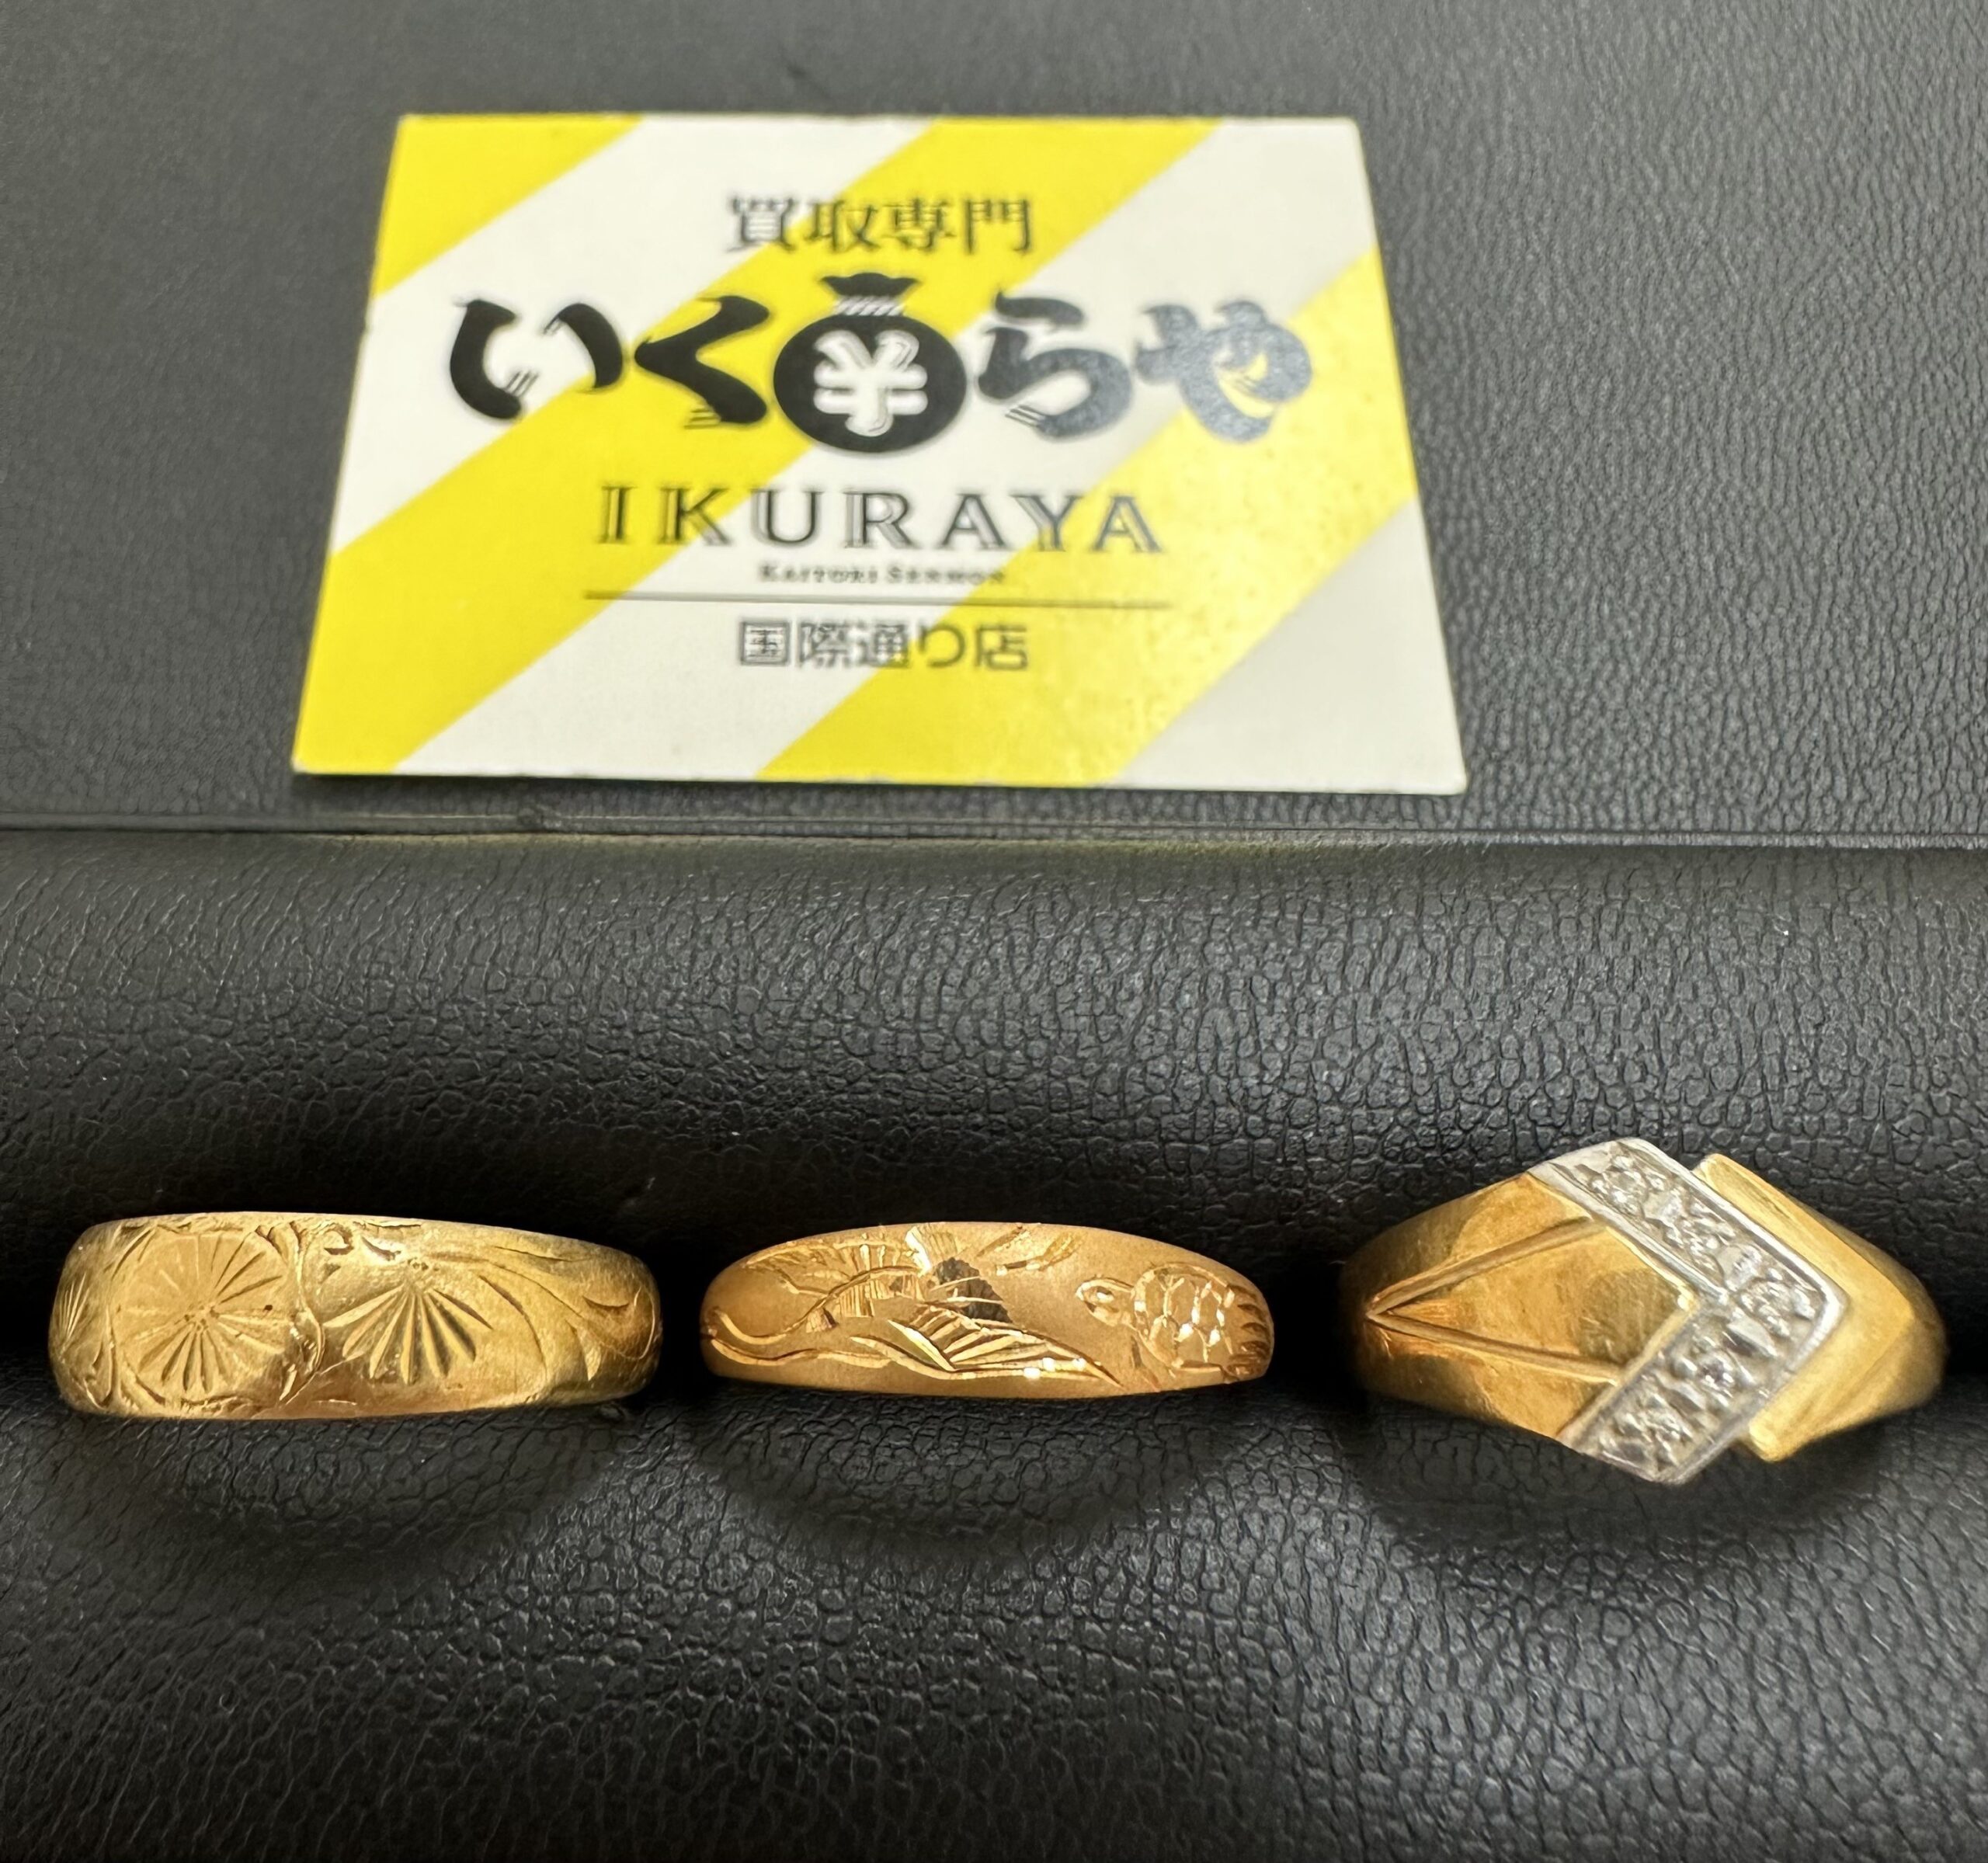 買取専門
いくらや
¥
IKURAYA
KAITORI SENMON
国際通り店